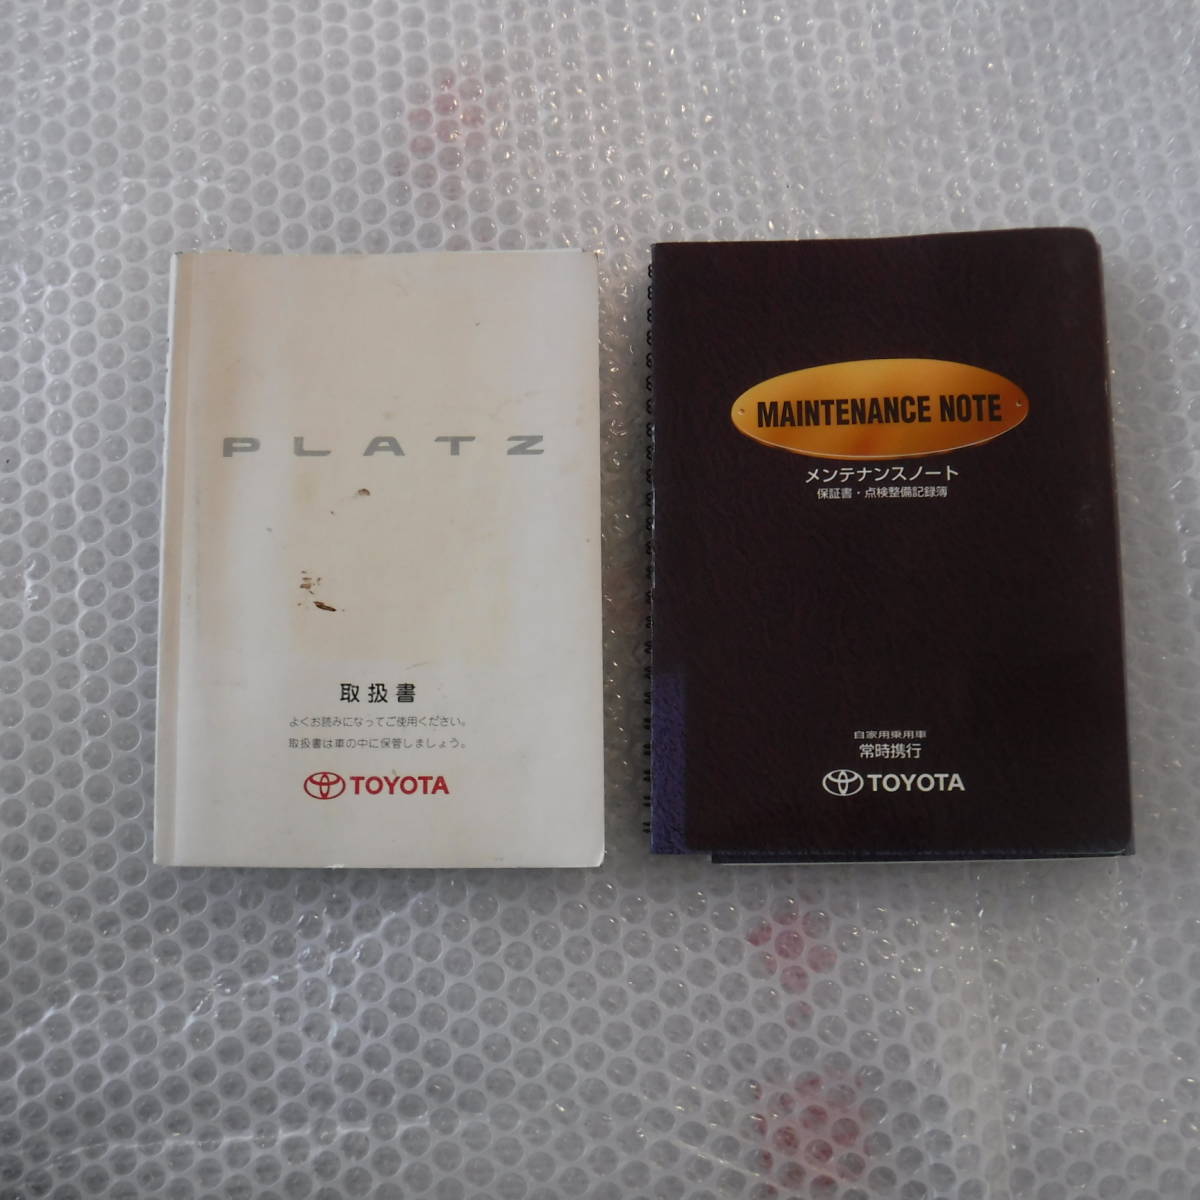 PLATZ
取扱書
よくお読みになってご使用ください。
取扱書は車の中に保管しましょう。
TOYOTA
MAINTENANCE NOTE
メンテナンスノート
保証書・点検整備記録簿
自家用乗用車
常時携行
TOYOTA